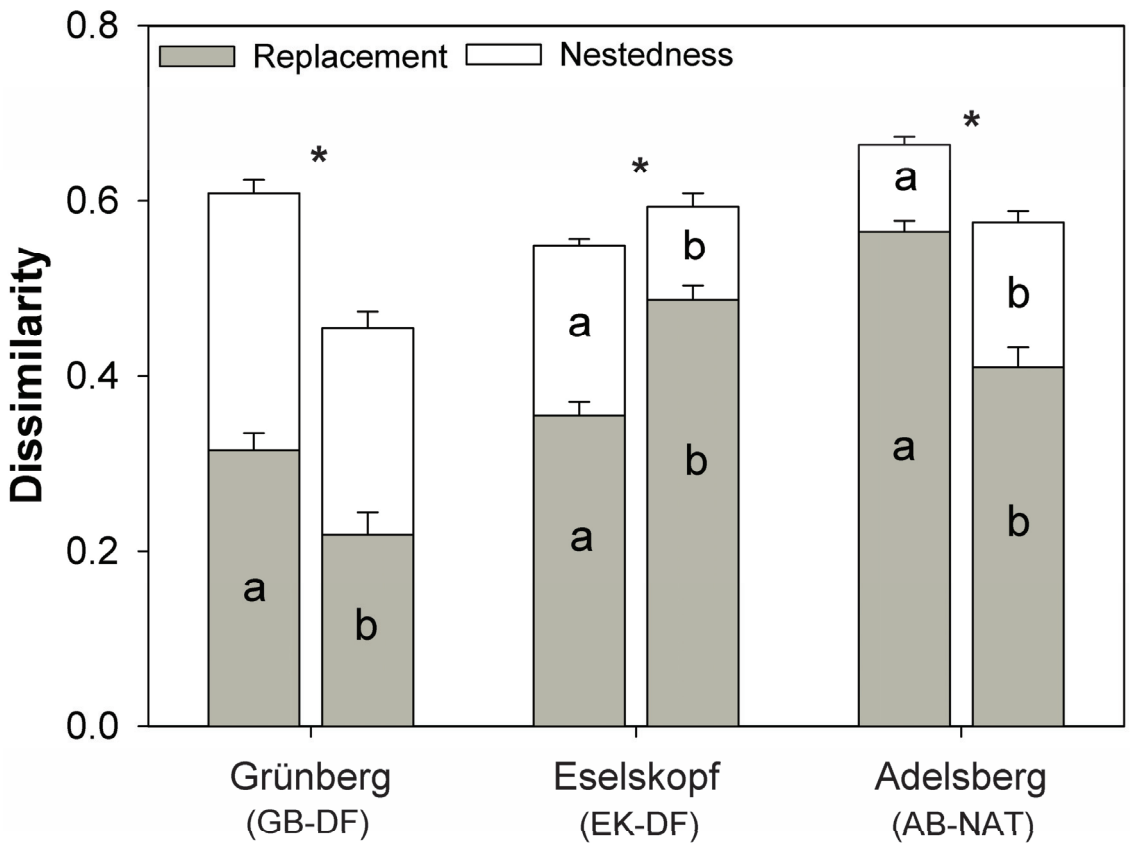 0.8
Replacement Nestedness
* * *
0.6
a b
a b
0.4
Dissimilarity
a b
a b
0.2
a b
0.0
Grünberg Eselskopf Adelsberg
(GB-DF) (EK-DF) (AB-NAT)